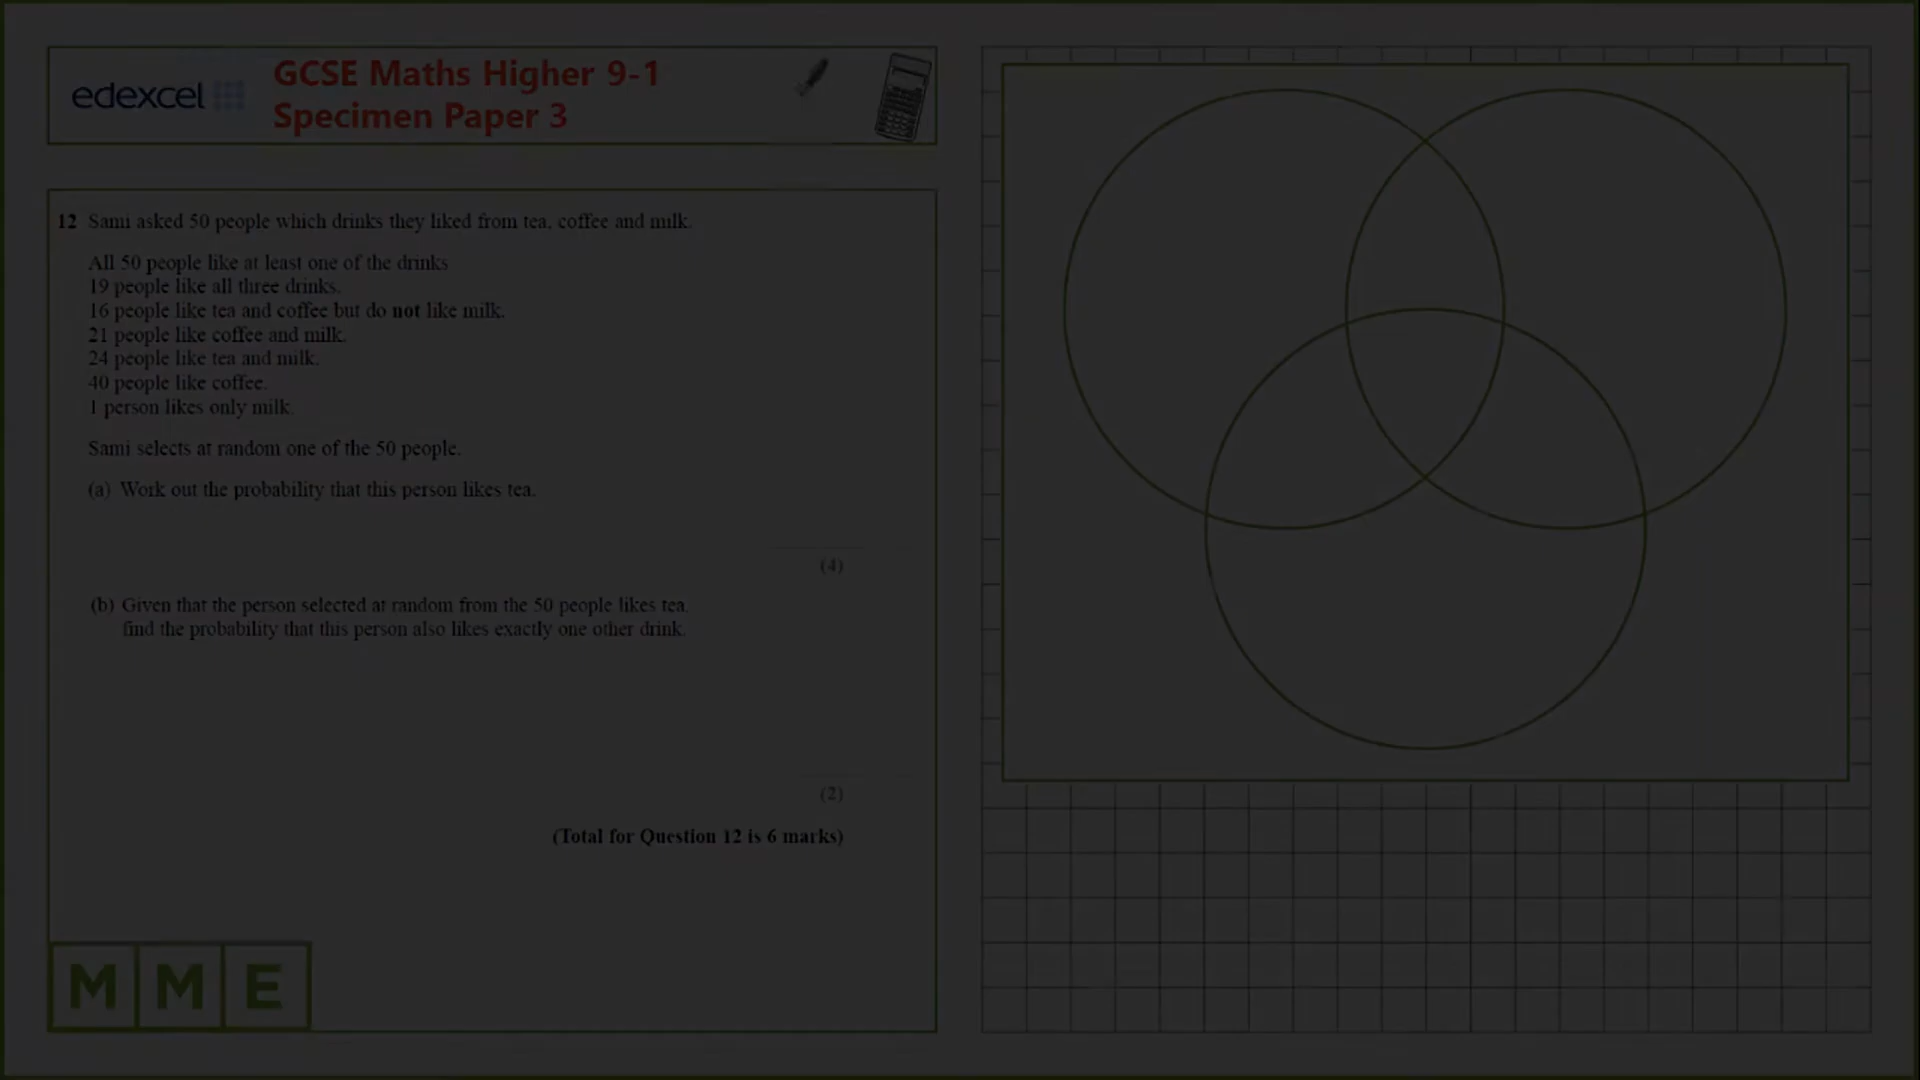 edexcel
GCSE Maths Higher 9-1
Specimen Paper 3
12 Sami asked 50 people which drinks they liked from tea, coffee and milk.
All 50 people like at least one of the drinks
19 people like all three drinks.
16 people like tea and coffee but do not like milk.
21 people like coffee and milk.
24 people like tea and milk.
40 people like coffee.
1 person likes only milk.
Sami selects at random one of the 50 people.
(a) Work out the probability that this person likes tea.
(4)
(b) Given that the person selected at random from the 50 people likes tea,
find the probability that this person also likes exactly one other drink.
(2)
(Total for Question 12 is 6 marks)
MME